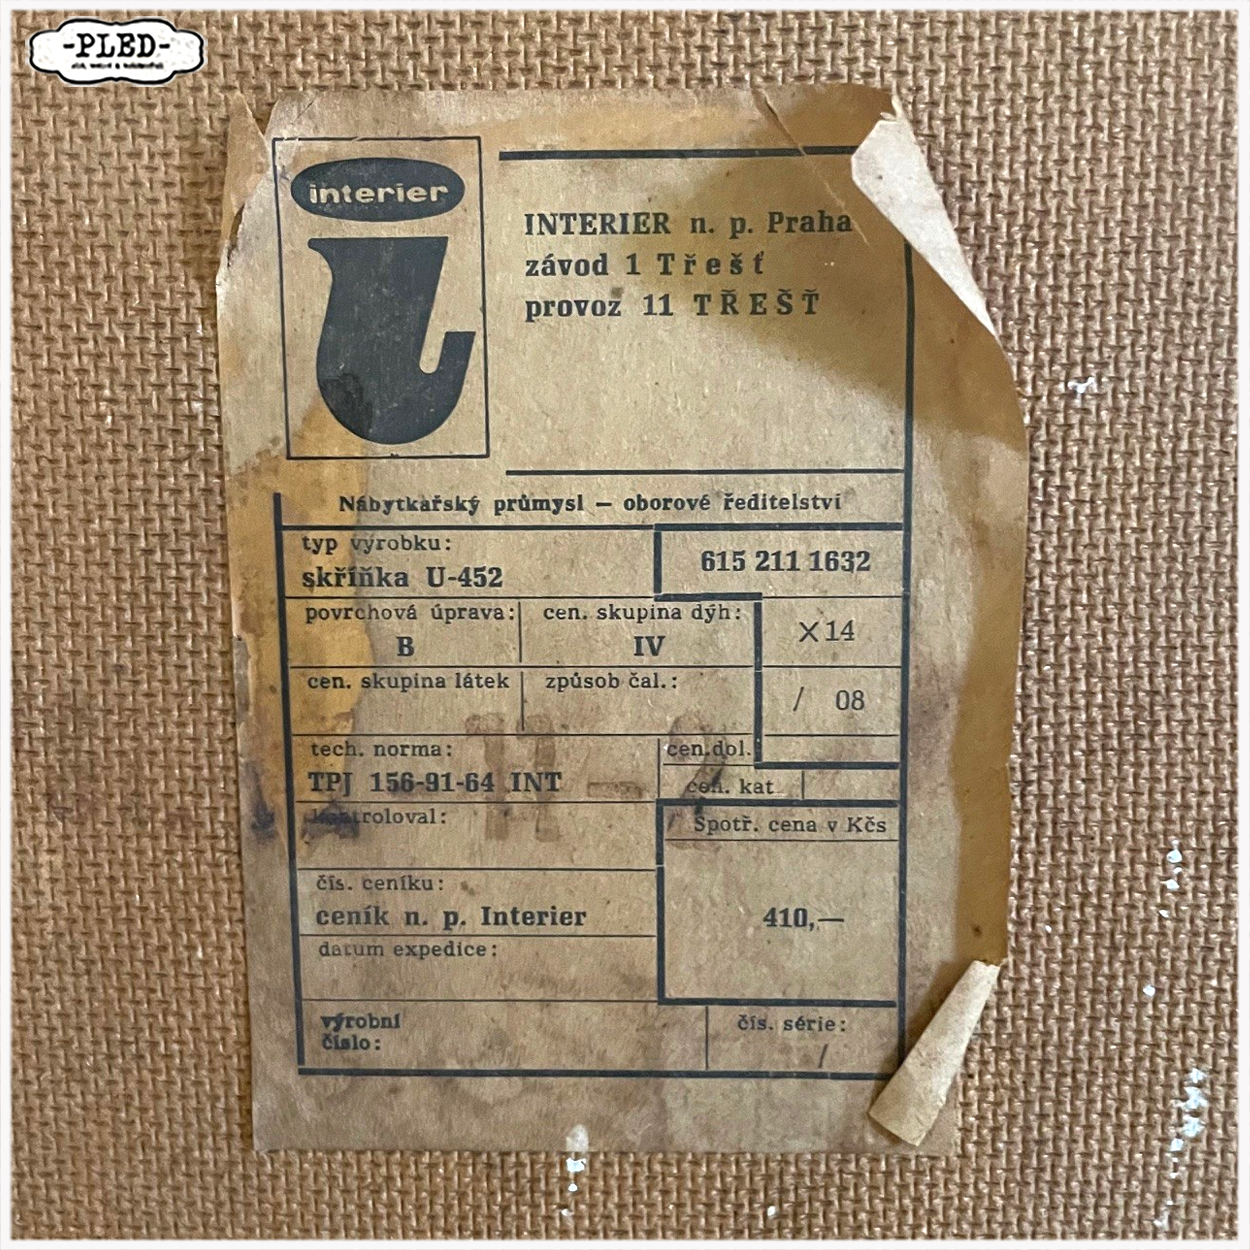 -PLED-
interier
INTERIER n. p. Praha
závod 1 Třešť
provoz 11 TŘEŠŤ
Nábytkářský průmysl — oborové ředitelství
typ výrobku:
skříňka U-452
615 211 1632
povrchová úprava:
B
cen. skupina dýh:
IV
X14
cen. skupina látek
způsob čal.:
/ 08
tech. norma:
TPJ 156-91-64 INT
cen.dol.
cen. kat
kontroloval:
Spotř. cena v Kčs
čís. ceníku:
ceník n. p. Interier
410,—
datum expedice:
výrobní
číslo:
čís. série:
/